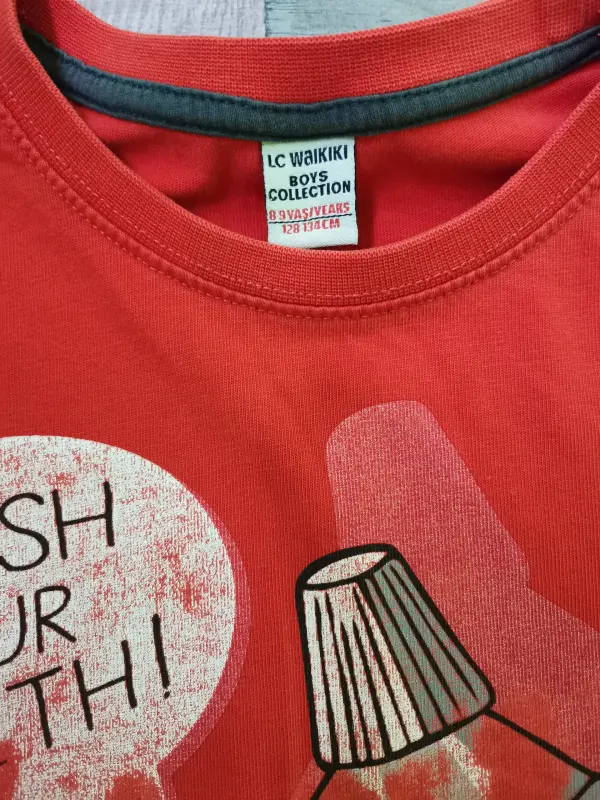 LC WAIKIKI
BOYS
COLLECTION
8 9 YAŞ/YEARS
128 134CM
SH
UR
TH!